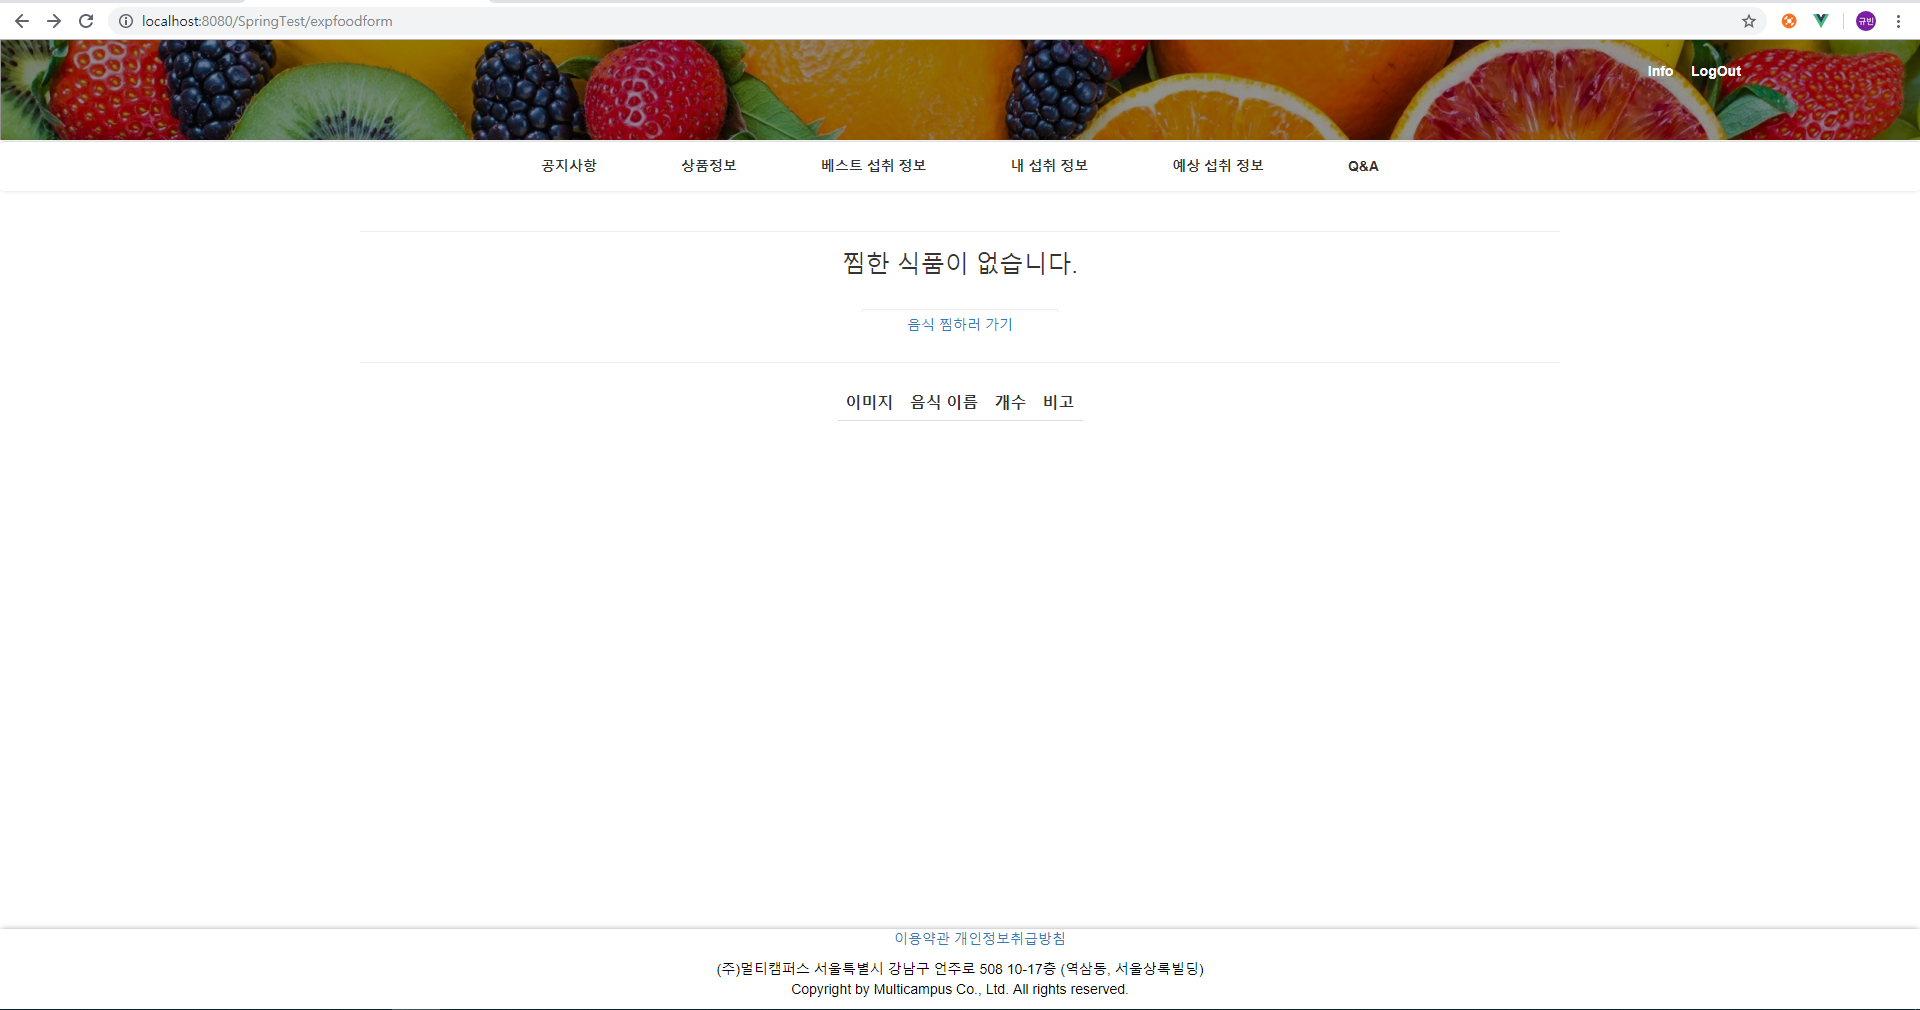 localhost:8080/SpringTest/expfoodform
규빈
Info LogOut
공지사항 상품정보 베스트 섭취 정보 내 섭취 정보 예상 섭취 정보 Q&A
찜한 식품이 없습니다.
음식 찜하러 가기
이미지 음식 이름 개수 비고
이용약관 개인정보취급방침
(주)멀티캠퍼스 서울특별시 강남구 언주로 508 10-17층 (역삼동, 서울상록빌딩)
Copyright by Multicampus Co., Ltd. All rights reserved.